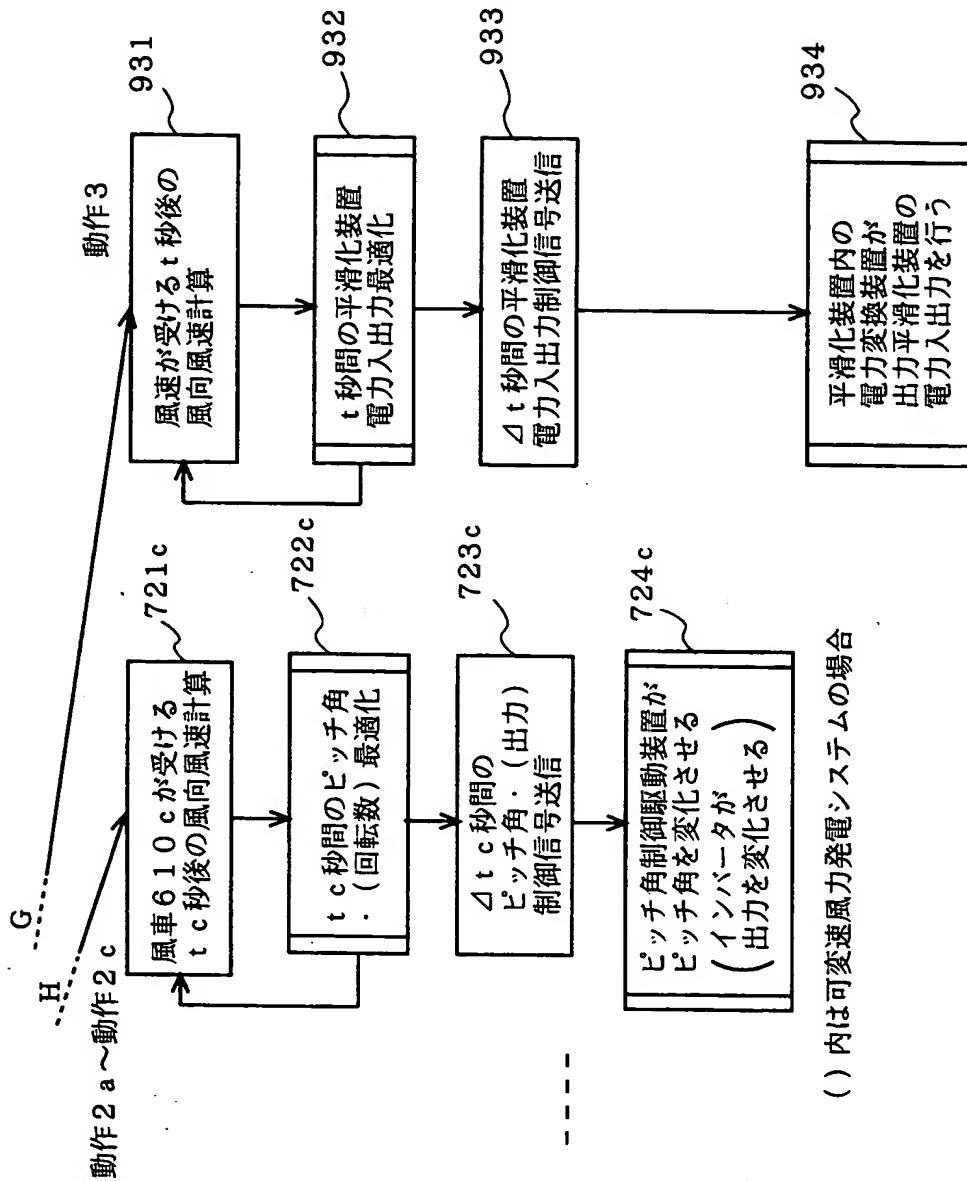 G
H
動作2a～動作2c
721c
風車610cが受ける
tc秒後の風向風速計算
722c
tc秒間のピッチ角
・(回転数)最適化
723c
⊿tc秒間の
ピッチ角・(出力)
制御信号送信
724c
ピッチ角制御駆動装置が
ピッチ角を変化させる
(インバータが
出力を変化させる)
動作3
931
風速が受けるt秒後の
風向風速計算
932
t秒間の平滑化装置
電力入出力最適化
933
⊿t秒間の平滑化装置
電力入出力制御信号送信
934
平滑化装置内の
電力変換装置が
出力平滑化装置の
電力入出力を行う
()内は可変速風力発電システムの場合